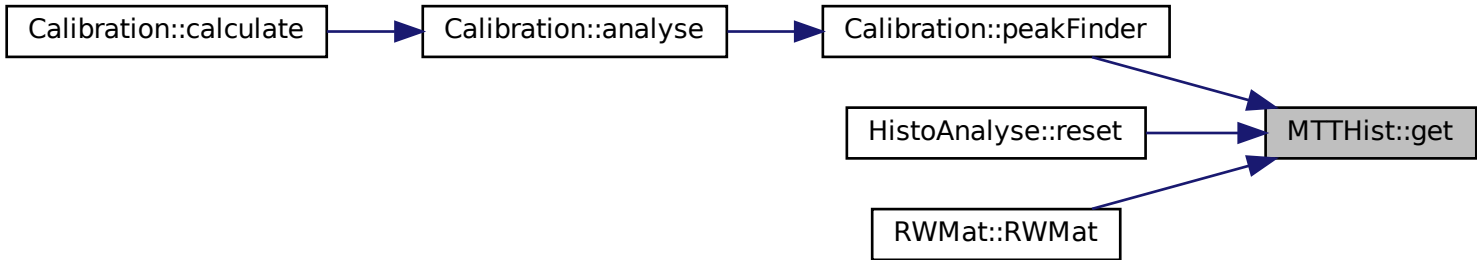 Calibration::calculate
Calibration::analyse
Calibration::peakFinder
HistoAnalyse::reset
MTTHist::get
RWMat::RWMat